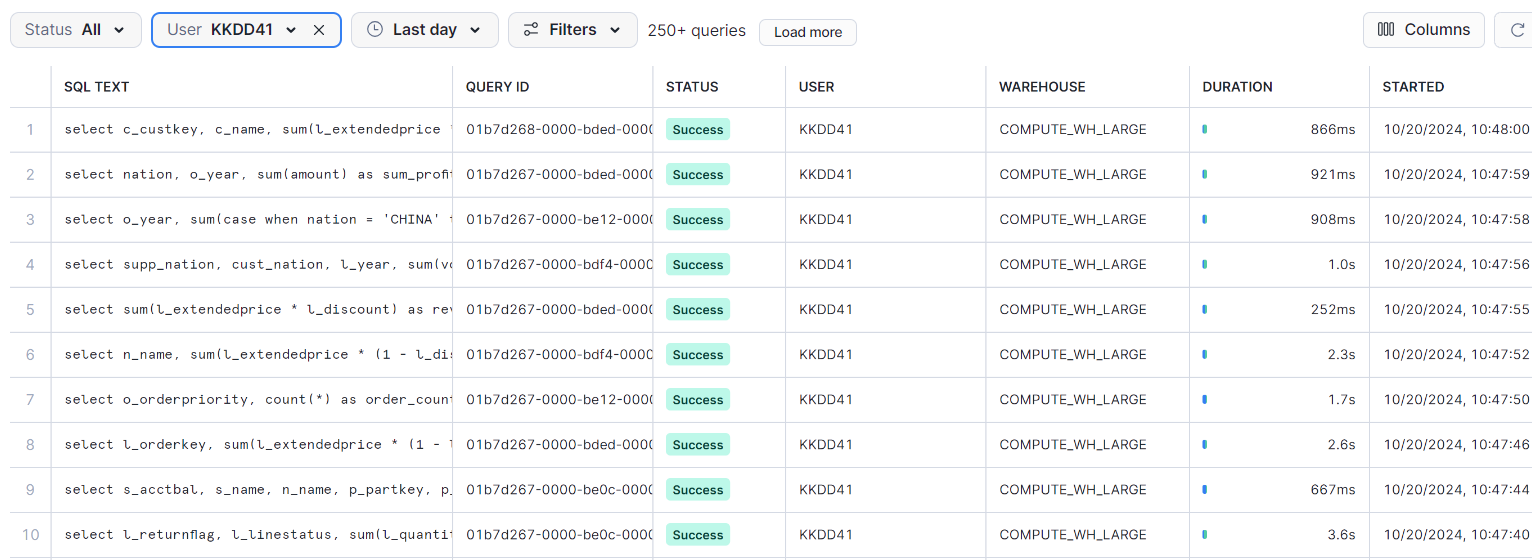 Status All User KKDD41 Last day Filters 250+ queries Load more Columns
SQL TEXT QUERY ID STATUS USER WAREHOUSE DURATION STARTED
1 select c_custkey, c_name, sum(l_extendedprice 01b7d268-0000-bded-0000 Success KKDD41 COMPUTE_WH_LARGE 866ms 10/20/2024, 10:48:00
2 select nation, o_year, sum(amount) as sum_profi 01b7d267-0000-bded-0000 Success KKDD41 COMPUTE_WH_LARGE 921ms 10/20/2024, 10:47:59
3 select o_year, sum(case when nation = 'CHINA' 01b7d267-0000-be12-0000 Success KKDD41 COMPUTE_WH_LARGE 908ms 10/20/2024, 10:47:58
4 select supp_nation, cust_nation, l_year, sum(vo 01b7d267-0000-bdf4-0000 Success KKDD41 COMPUTE_WH_LARGE 1.0s 10/20/2024, 10:47:56
5 select sum(l_extendedprice * l_discount) as rev 01b7d267-0000-bded-0000 Success KKDD41 COMPUTE_WH_LARGE 252ms 10/20/2024, 10:47:55
6 select n_name, sum(l_extendedprice * (1 - l_dis 01b7d267-0000-bdf4-0000 Success KKDD41 COMPUTE_WH_LARGE 2.3s 10/20/2024, 10:47:52
7 select o_orderpriority, count(*) as order_count 01b7d267-0000-be12-0000 Success KKDD41 COMPUTE_WH_LARGE 1.7s 10/20/2024, 10:47:50
8 select l_orderkey, sum(l_extendedprice * (1 - l 01b7d267-0000-bded-0000 Success KKDD41 COMPUTE_WH_LARGE 2.6s 10/20/2024, 10:47:46
9 select s_acctbal, s_name, n_name, p_partkey, p_ 01b7d267-0000-be0c-0000 Success KKDD41 COMPUTE_WH_LARGE 667ms 10/20/2024, 10:47:44
10 select l_returnflag, l_linestatus, sum(l_quanti 01b7d267-0000-be0c-0000 Success KKDD41 COMPUTE_WH_LARGE 3.6s 10/20/2024, 10:47:40